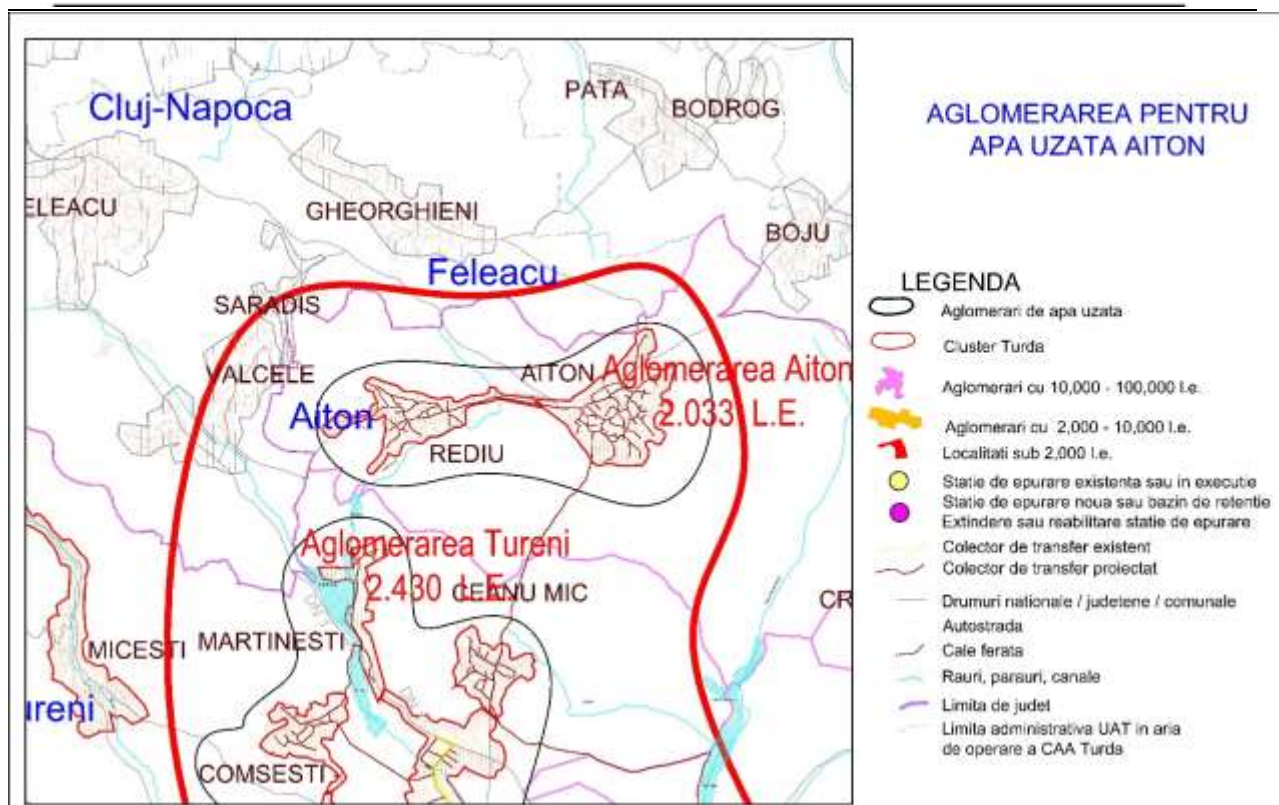 Cluj-Napoca
PATA
BODROG
ELEACU
GHEORGHIENI
BOJU
Feleacu
SARADIS
VALCELE
AITON
Aglomerarea Aiton
2.033 L.E.
Aiton
REDIU
Aglomerarea Tureni
2.430 L.E.
CEANU MIC
CR
MARTINESTI
MICESTI
ureni
COMSESTI
AGLOMERAREA PENTRU
APA UZATA AITON
LEGENDA
Aglomerari de apa uzata
Cluster Turda
Aglomerari cu 10,000 - 100,000 l.e.
Aglomerari cu 2,000 - 10,000 l.e.
Localitati sub 2,000 l.e.
Statie de epurare existenta sau in executie
Statie de epurare noua sau bazin de retentie
Extindere sau reabilitare statie de epurare
Colector de transfer existent
Colector de transfer proiectat
Drumuri nationale / judetene / comunale
Autostrada
Cale ferata
Rauri, parauri, canale
Limita de judet
Limita administrativa UAT in aria
de operare a CAA Turda